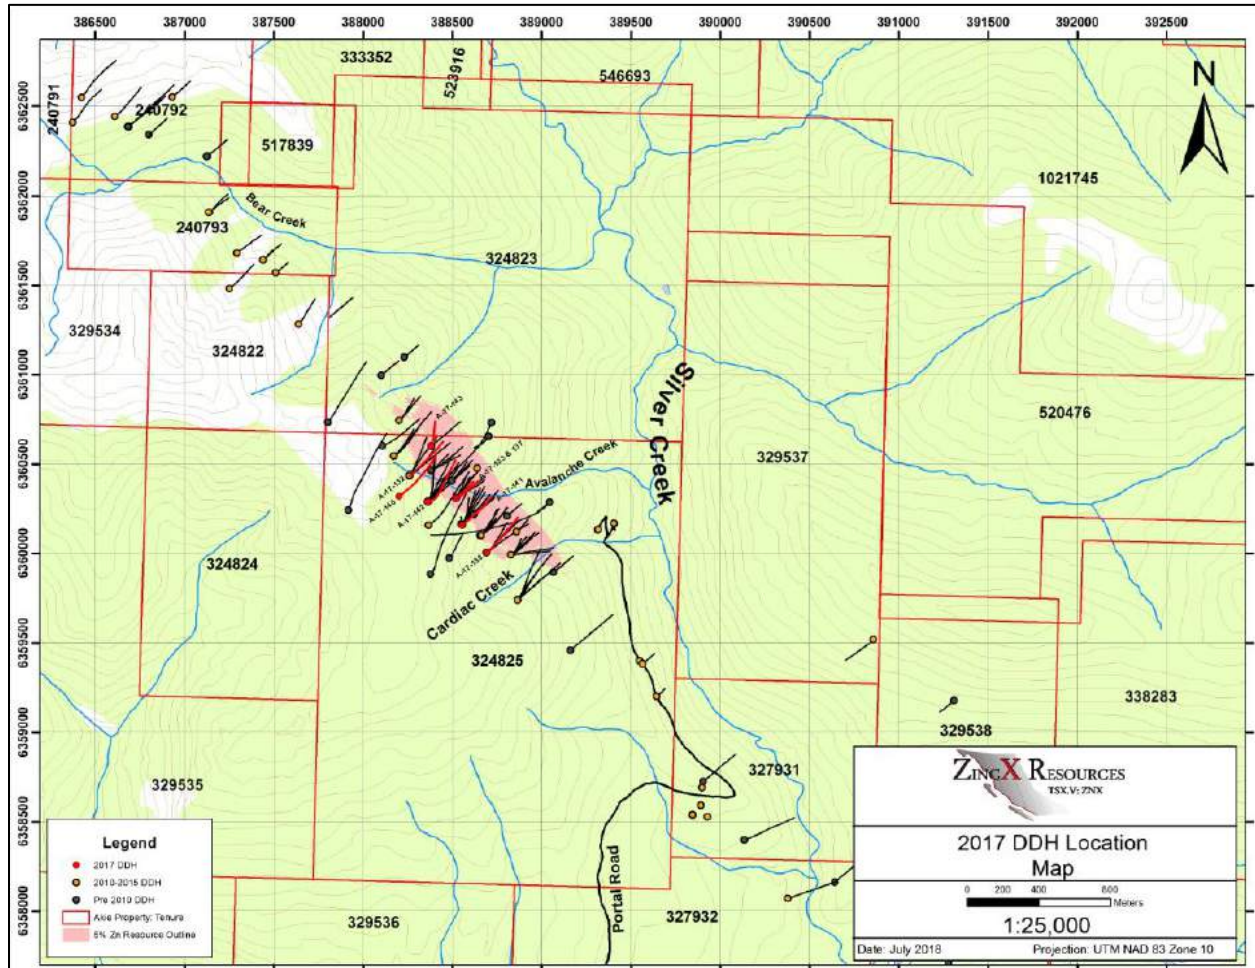 386500 387000 387500 388000 388500 389000 389500 390000 390500 391000 391500 392000 392500
6362500
6362000
6361500
6361000
6360500
6360000
6359500
6359000
6358500
6358000
333352
523916
546693
240791
240792
517839
N
1021745
Bear Creek
240793
324823
329534
324822
Silver Creek
520476
A-17-143
329537
Avalanche Creek
324824
Cardiac Creek
324825
338283
329538
327931
329535
Portal Road
329536
327932
Legend
2017 DDH
2010-2015 DDH
Pre 2010 DDH
Akie Property: Tenure
5% Zn Resource Outline
ZINCX RESOURCES
TSX.V: ZNX
2017 DDH Location
Map
0 200 400 800
Meters
1:25,000
Date: July 2018 Projection: UTM NAD 83 Zone 10